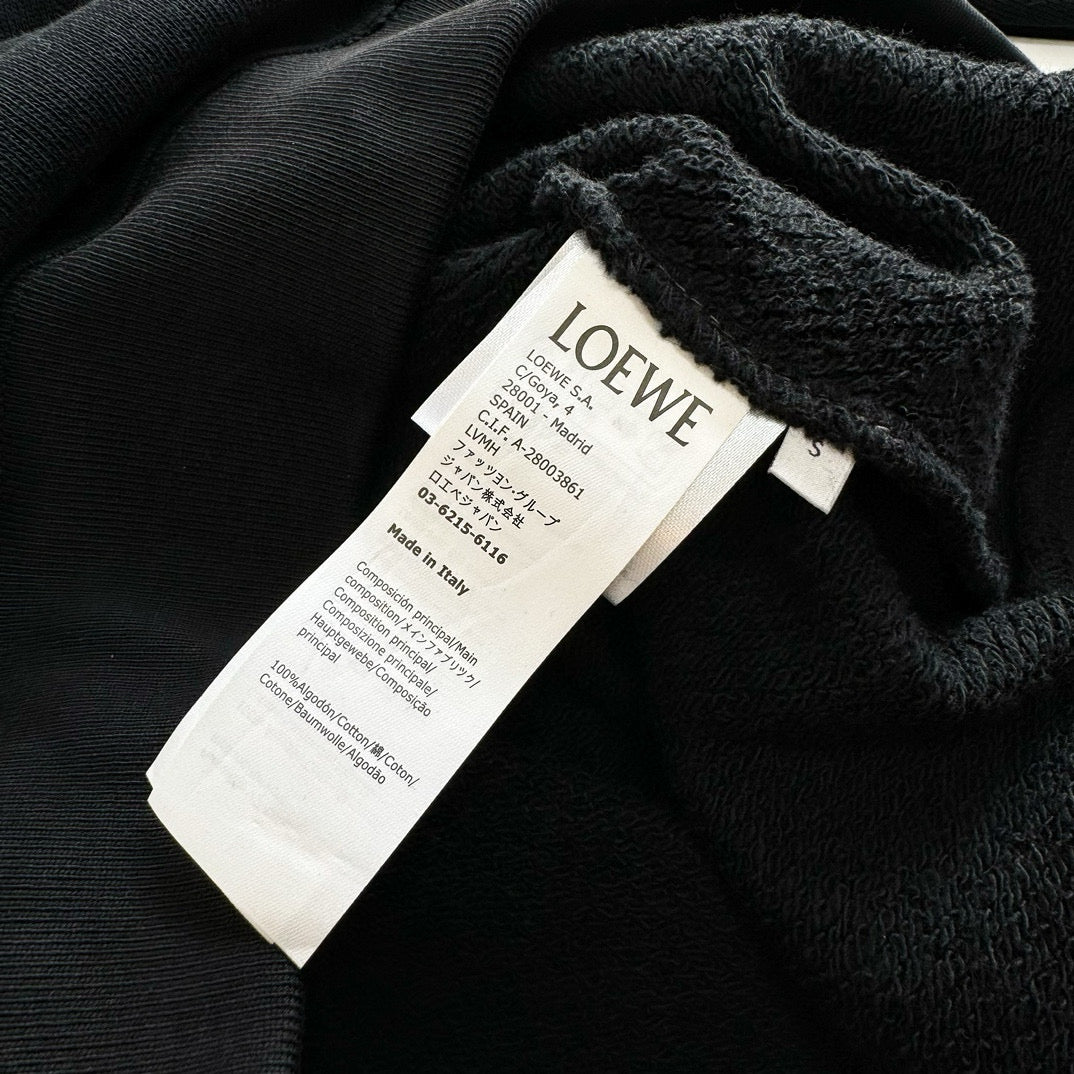 LOEWE
LOEWE S.A.
C/Goya, 4
28001 - Madrid
SPAIN
C.I.F. A-28003861
LVMH
ファッツヨン・グループ
ジャパン株式会社
ロエベジャパン
03-6215-6116
Made in Italy
Composición principal/Main
composition/メインファブリック/
Composition principal/
Composizione principale/
Hauptgewebe/Composição
principal
100%Algodón/Cotton/綿/Coton/
Cotone/Baumwolle/Algodão
S